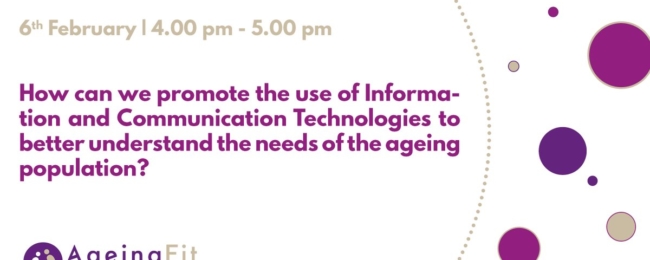 6th February | 4.00 pm - 5.00 pm
How can we promote the use of Informa-
tion and Communication Technologies to
better understand the needs of the ageing
population?
AgeingFit